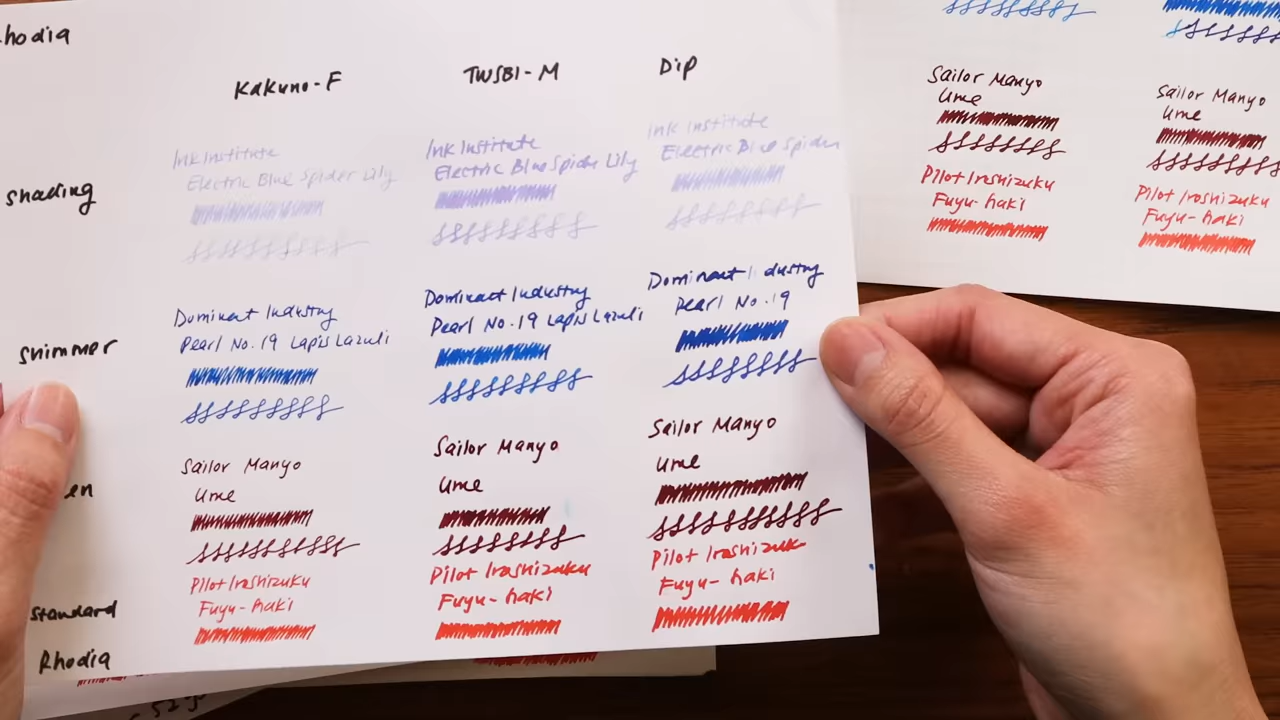 Rhodia
Kakuno-F
TWSBI-M
Dip
shading
Ink Institute
Electric Blue Spider Lily
Ink Institute
Electric Blue Spider Lily
Ink Institute
Electric Blue Spider
shimmer
Dominant Industry
Pearl No.19 Lapis Lazuli
Dominant Industry
Pearl No.19 Lapis Lazuli
Dominant Industry
Pearl No.19
en
Sailor Manyo
Ume
Sailor Manyo
Ume
Sailor Manyo
Ume
Standard
Pilot Iroshizuku
Fuyu-haki
Pilot Iroshizuku
Fuyu-haki
Pilot Iroshizuku
Fuyu-haki
Rhodia
Sailor Manyo
Ume
Pilot Iroshizuku
Fuyu-haki
Sailor Manyo
Ume
Pilot Iroshizuku
Fuyu-haki